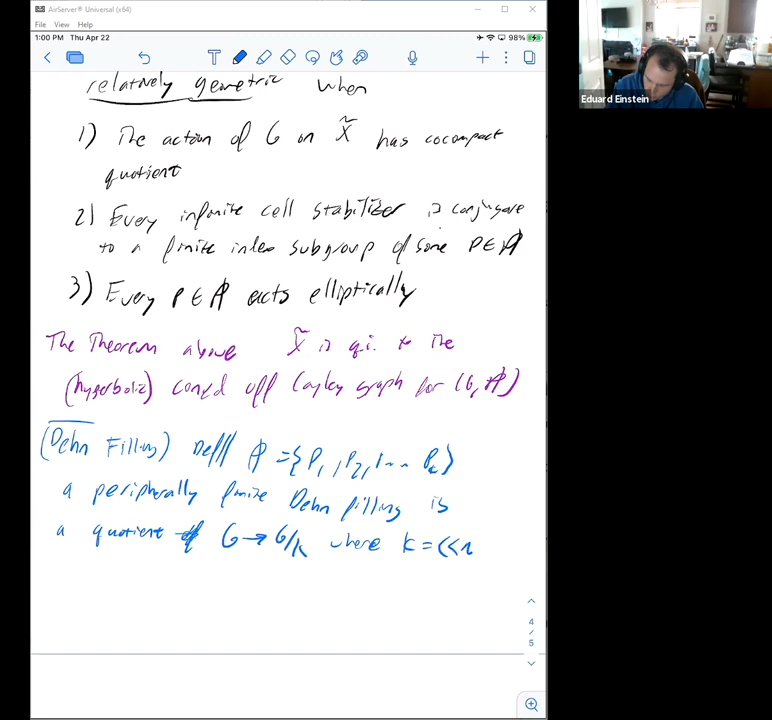 AirServer® Universal (x64)
File View Help
1:00 PM Thu Apr 22
98%
relatively geometric when
1) The action of G on X̃ has cocompact
quotient
2) Every infinite cell stabilizer is conjugate
to a finite index subgroup of some P∈𝒫
3) Every P∈𝒫 acts elliptically
The Theorem above X̃ is q.i. to the
(hyperbolic) coned off Cayley graph for (G,𝒫)
(Dehn Filling) Def// 𝒫 = {P₁, P₂, ... Pₖ}
a peripherally finite Dehn filling is
a quotient G → G/K where K = <<n
4
/
5
Eduard Einstein